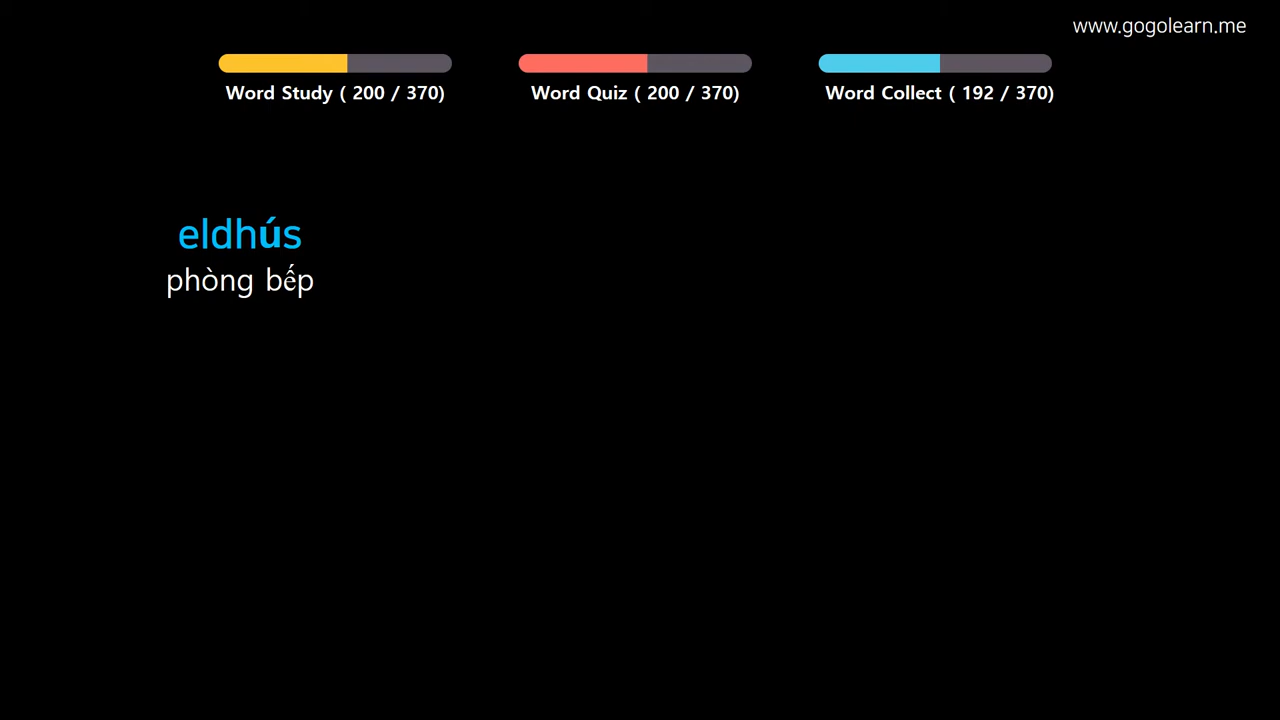 www.gogolearn.me
Word Study ( 200 / 370)
Word Quiz ( 200 / 370)
Word Collect ( 192 / 370)
eldhús
phòng bếp